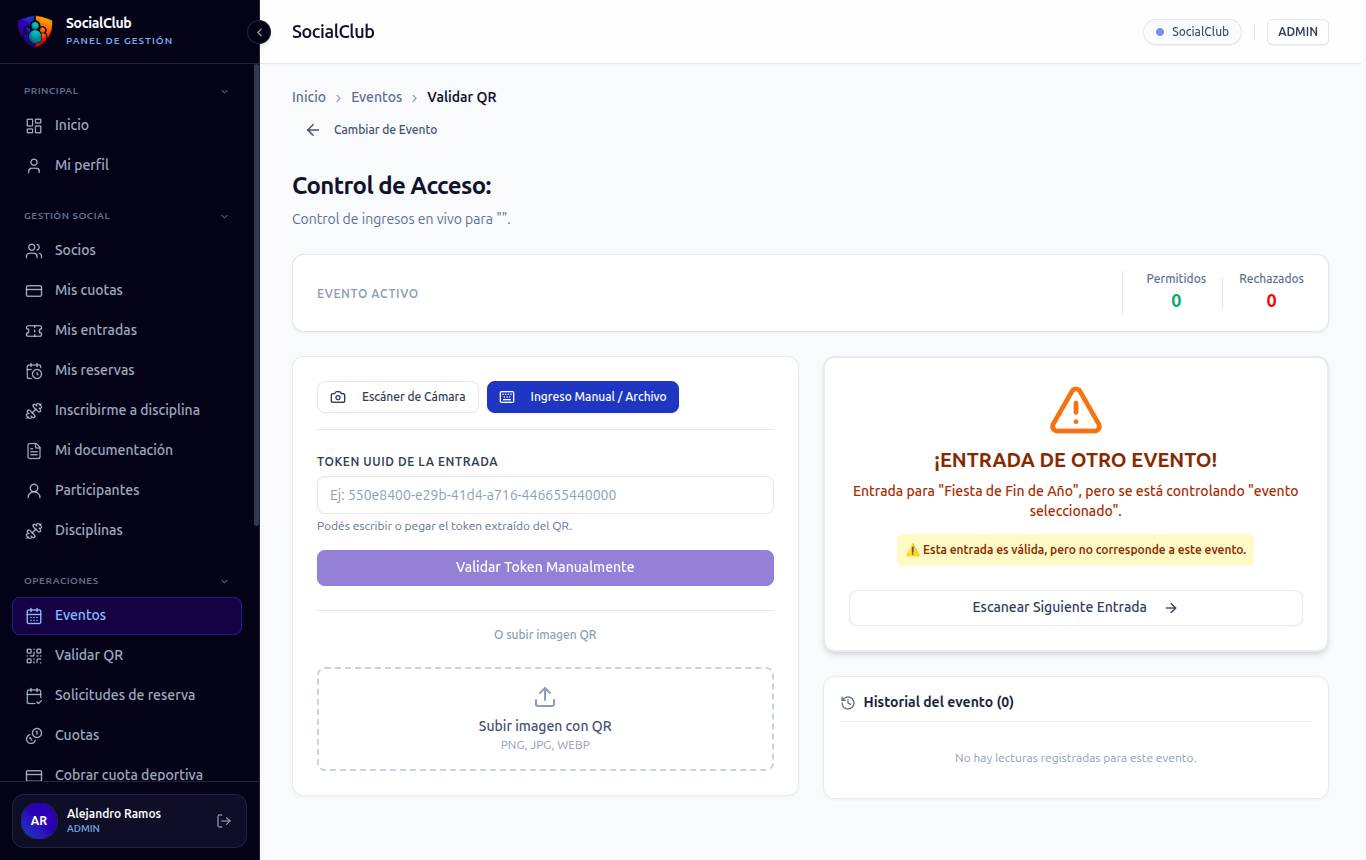 SocialClub
PANEL DE GESTIÓN
PRINCIPAL
Inicio
Mi perfil
GESTIÓN SOCIAL
Socios
Mis cuotas
Mis entradas
Mis reservas
Inscribirme a disciplina
Mi documentación
Participantes
Disciplinas
OPERACIONES
Eventos
Validar QR
Solicitudes de reserva
Cuotas
Cobrar cuota deportiva
AR
Alejandro Ramos
ADMIN
SocialClub
SocialClub
ADMIN
Inicio > Eventos > Validar QR
Cambiar de Evento
Control de Acceso:
Control de ingresos en vivo para "".
EVENTO ACTIVO
Permitidos
0
Rechazados
0
Escáner de Cámara
Ingreso Manual / Archivo
TOKEN UUID DE LA ENTRADA
Ej: 550e8400-e29b-41d4-a716-446655440000
Podés escribir o pegar el token extraído del QR.
Validar Token Manualmente
O subir imagen QR
Subir imagen con QR
PNG, JPG, WEBP
¡ENTRADA DE OTRO EVENTO!
Entrada para "Fiesta de Fin de Año", pero se está controlando "evento
seleccionado".
⚠️ Esta entrada es válida, pero no corresponde a este evento.
Escanear Siguiente Entrada →
Historial del evento (0)
No hay lecturas registradas para este evento.